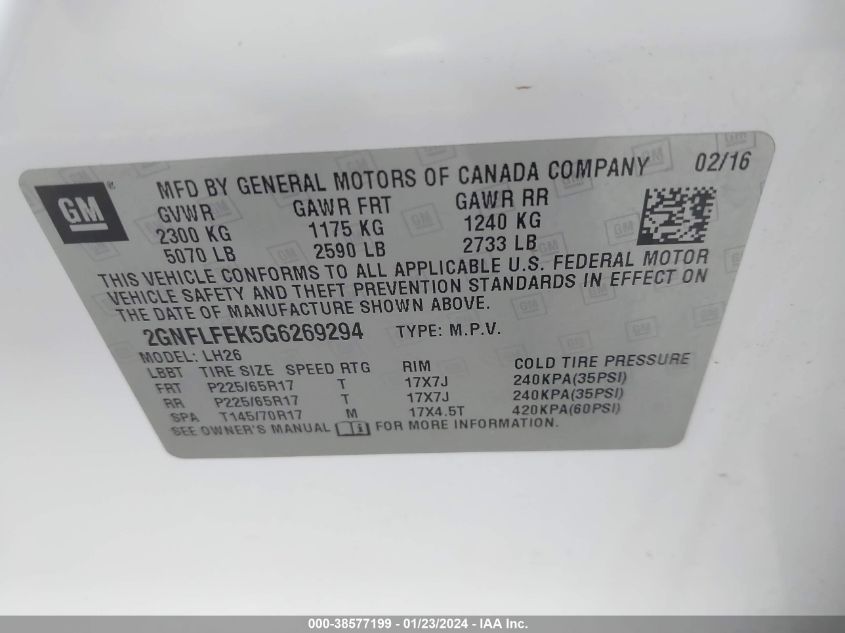 GM ®
MFD BY GENERAL MOTORS OF CANADA COMPANY 02/16
GVWR GAWR FRT GAWR RR
2300 KG 1175 KG 1240 KG
5070 LB 2590 LB 2733 LB
THIS VEHICLE CONFORMS TO ALL APPLICABLE U.S. FEDERAL MOTOR
VEHICLE SAFETY AND THEFT PREVENTION STANDARDS IN EFFECT ON
THE DATE OF MANUFACTURE SHOWN ABOVE.
2GNFLFEK5G6269294 TYPE: M.P.V.
MODEL: LH26
LBBT TIRE SIZE SPEED RTG RIM COLD TIRE PRESSURE
FRT P225/65R17 T 17X7J 240KPA(35PSI)
RR P225/65R17 T 17X7J 240KPA(35PSI)
SPA T145/70R17 M 17X4.5T 420KPA(60PSI)
SEE OWNER'S MANUAL FOR MORE INFORMATION.
000-38577199 - 01/23/2024 - IAAI.com